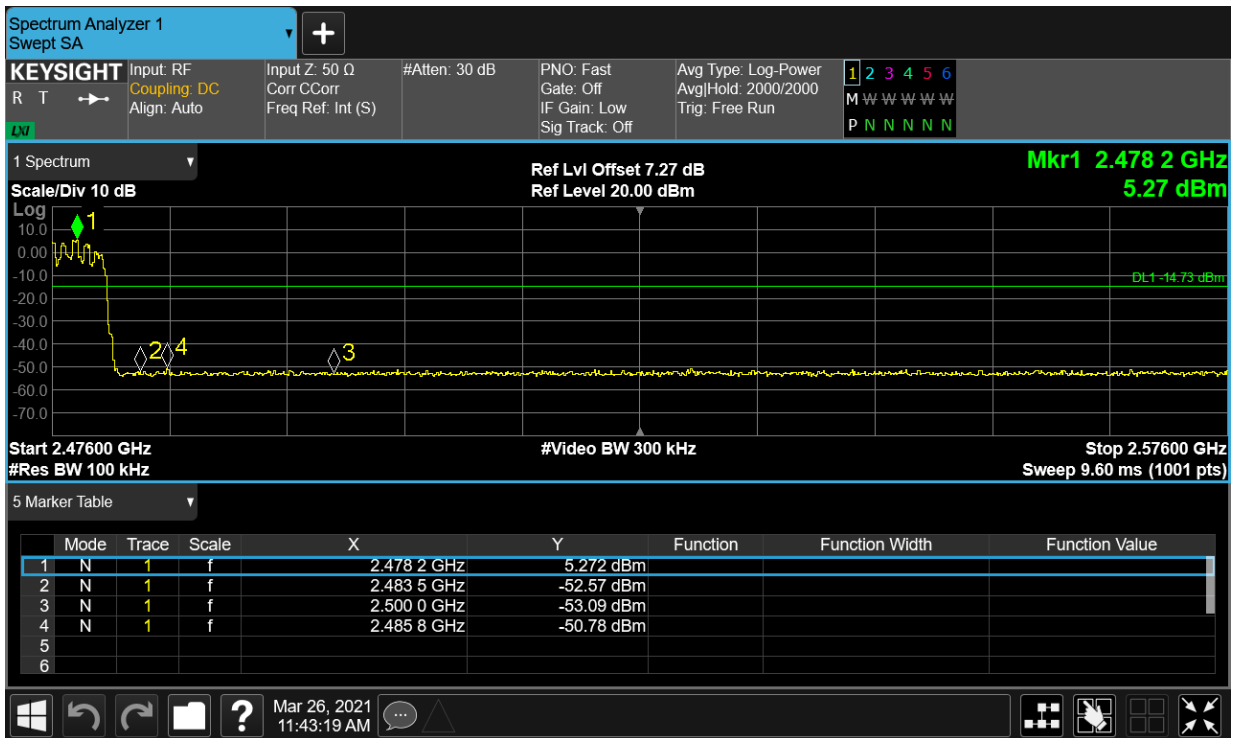 Spectrum Analyzer 1
Swept SA
+
KEYSIGHT Input: RF Input Z: 50 Ω #Atten: 30 dB PNO: Fast Avg Type: Log-Power 1 2 3 4 5 6
R T Coupling: DC Corr CCorr Gate: Off Avg|Hold: 2000/2000 M W W W W W
Align: Auto Freq Ref: Int (S) IF Gain: Low Trig: Free Run
LXI Sig Track: Off P N N N N N
1 Spectrum Ref Lvl Offset 7.27 dB Mkr1 2.478 2 GHz
Scale/Div 10 dB Ref Level 20.00 dBm 5.27 dBm
Log
1
10.0
0.00
-10.0
DL1 -14.73 dBm
-20.0
-30.0
-40.0
2 4 3
-50.0
-60.0
-70.0
Start 2.47600 GHz #Video BW 300 kHz Stop 2.57600 GHz
#Res BW 100 kHz Sweep 9.60 ms (1001 pts)
5 Marker Table
Mode Trace Scale X Y Function Function Width Function Value
1 N 1 f 2.478 2 GHz 5.272 dBm
2 N 1 f 2.483 5 GHz -52.57 dBm
3 N 1 f 2.500 0 GHz -53.09 dBm
4 N 1 f 2.485 8 GHz -50.78 dBm
5
6
? Mar 26, 2021
11:43:19 AM